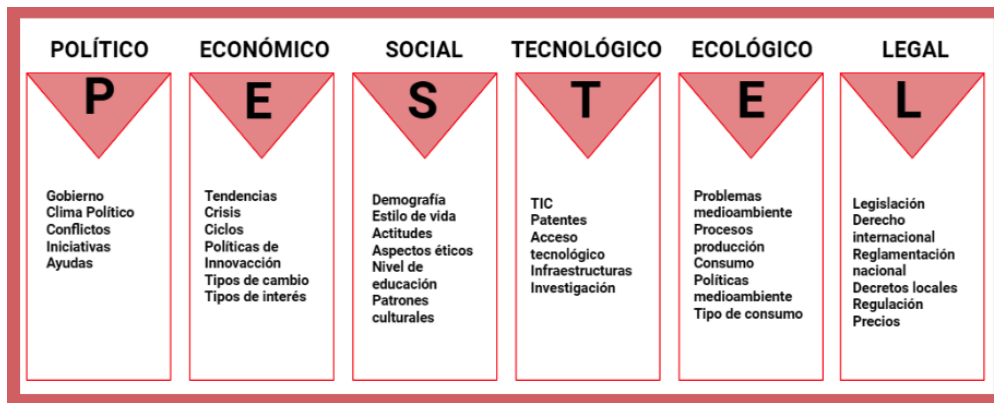 POLÍTICO
P
Gobierno
Clima Político
Conflictos
Iniciativas
Ayudas
ECONÓMICO
E
Tendencias
Crisis
Ciclos
Políticas de
Innovacción
Tipos de cambio
Tipos de interés
SOCIAL
S
Demografía
Estilo de vida
Actitudes
Aspectos éticos
Nivel de
educación
Patrones
culturales
TECNOLÓGICO
T
TIC
Patentes
Acceso
tecnológico
Infraestructuras
Investigación
ECOLÓGICO
E
Problemas
medioambiente
Procesos
producción
Consumo
Políticas
medioambiente
Tipo de consumo
LEGAL
L
Legislación
Derecho
internacional
Reglamentación
nacional
Decretos locales
Regulación
Precios